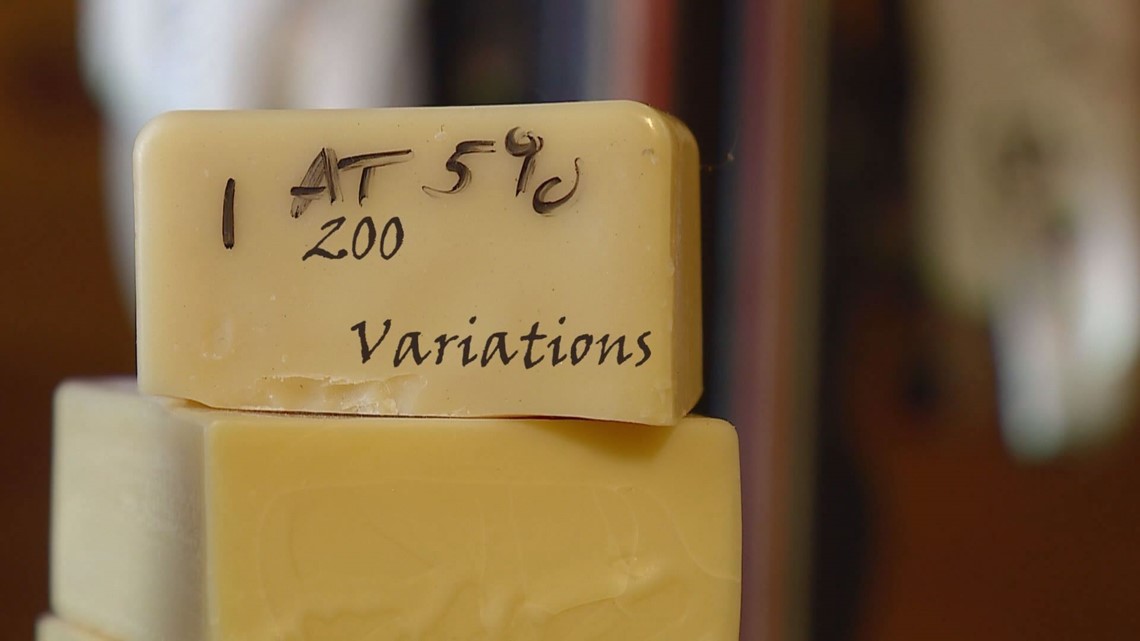 1 AT 5%
200
Variations